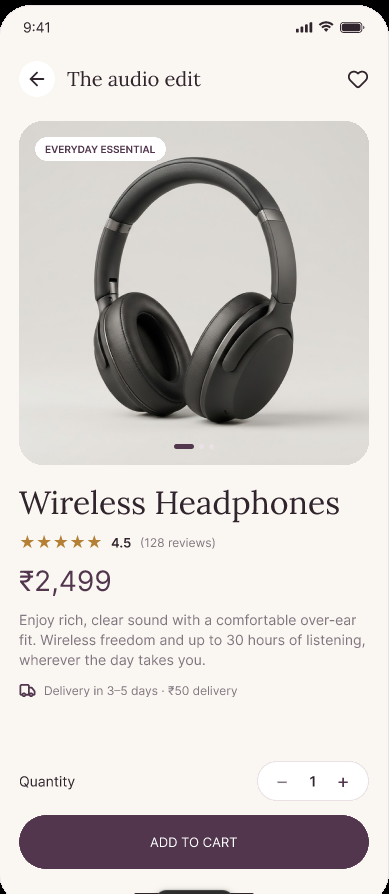 9:41
The audio edit
EVERYDAY ESSENTIAL
Wireless Headphones
★★★★★ 4.5 (128 reviews)
₹2,499
Enjoy rich, clear sound with a comfortable over-ear
fit. Wireless freedom and up to 30 hours of listening,
wherever the day takes you.
Delivery in 3–5 days · ₹50 delivery
Quantity − 1 +
ADD TO CART